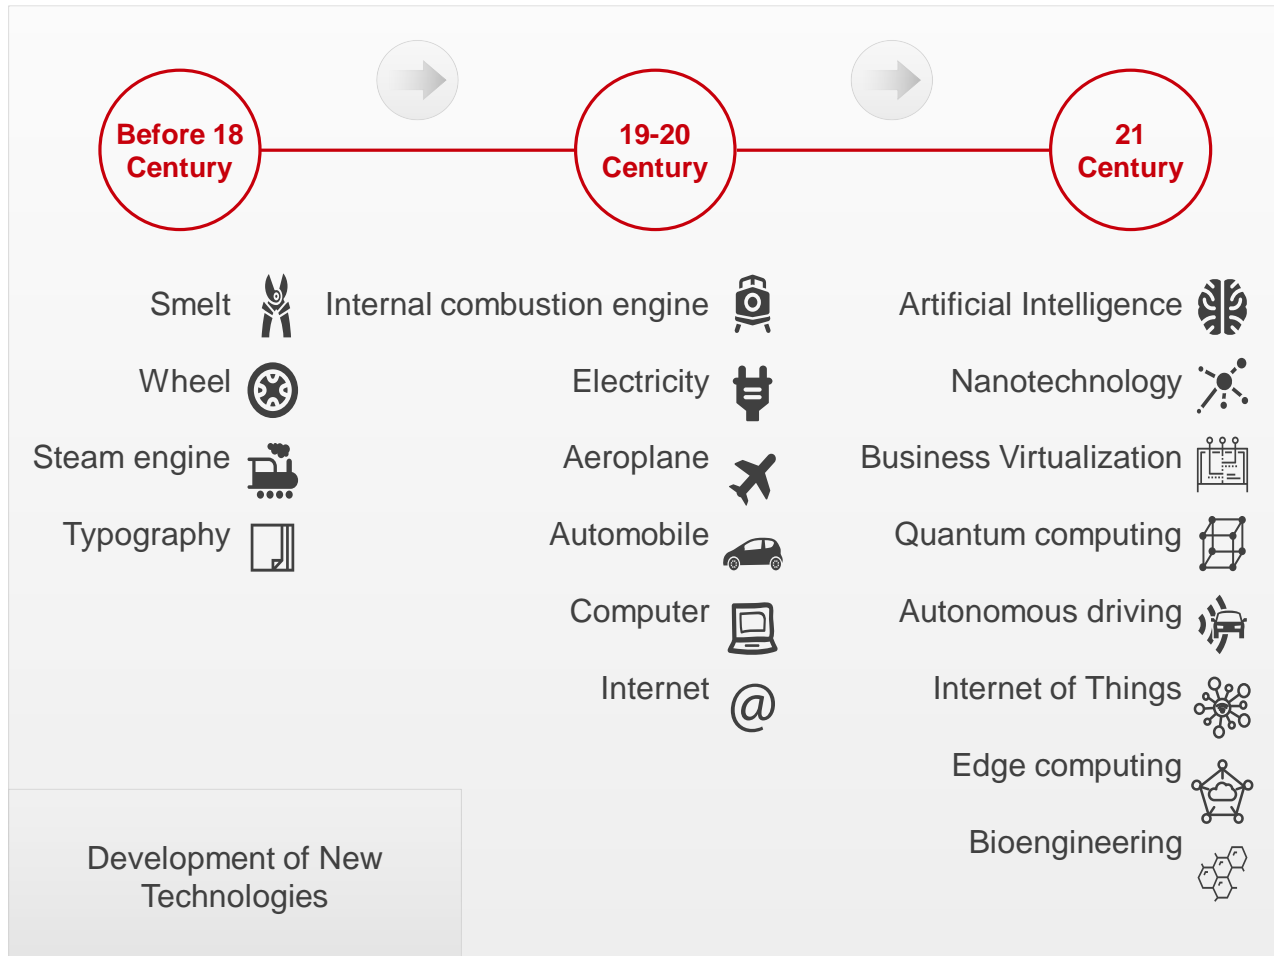 Before 18
Century
19-20
Century
21
Century
Smelt
Wheel
Steam engine
Typography
Internal combustion engine
Electricity
Aeroplane
Automobile
Computer
Internet
@
Artificial Intelligence
Nanotechnology
Business Virtualization
Quantum computing
Autonomous driving
Internet of Things
Edge computing
Bioengineering
Development of New
Technologies